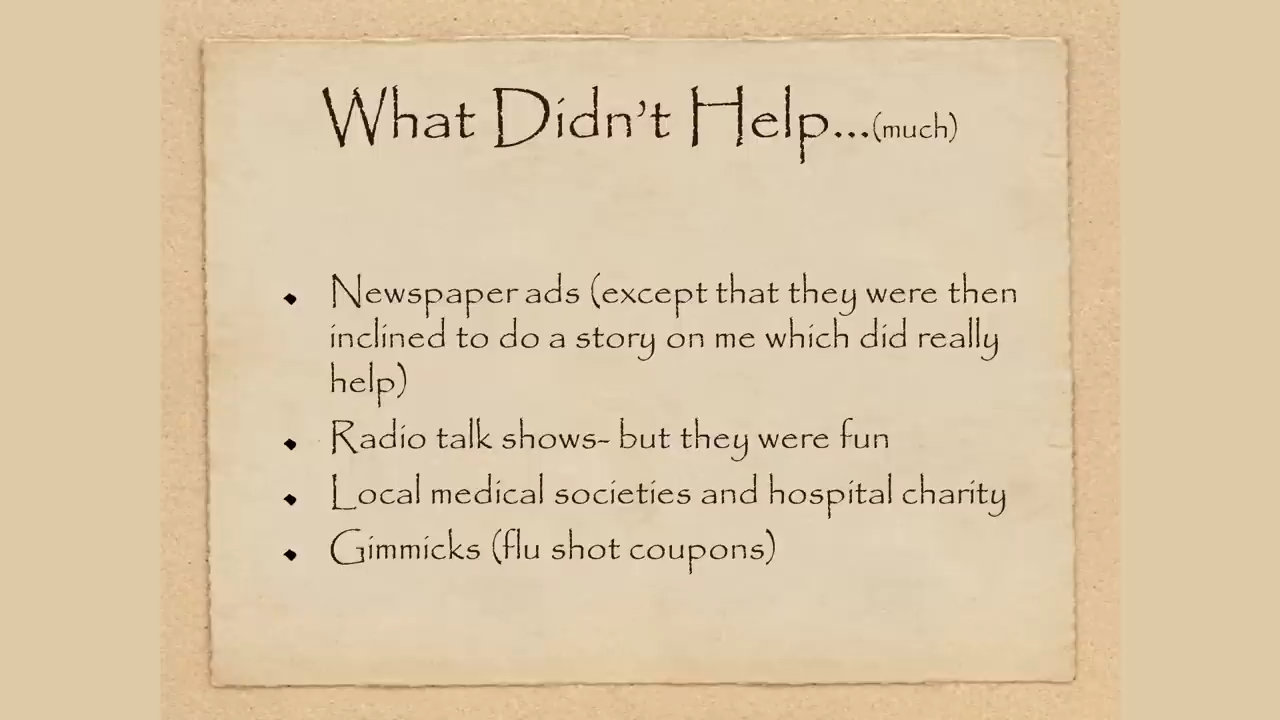 What Didn't Help...(much)
• Newspaper ads (except that they were then
inclined to do a story on me which did really
help)
• Radio talk shows- but they were fun
• Local medical societies and hospital charity
• Gimmicks (flu shot coupons)